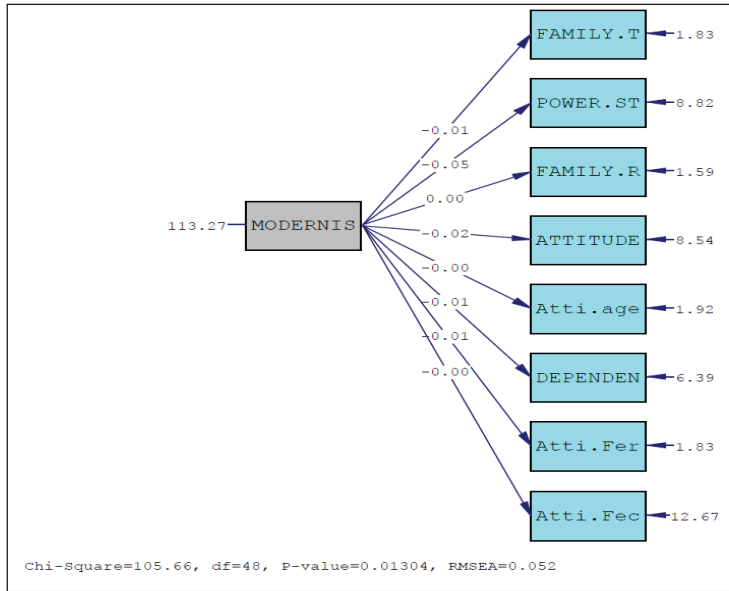 FAMILY.T 1.83
-0.01
POWER.ST 8.82
-0.05
FAMILY.R 1.59
0.00
113.27 MODERNIS
-0.02
ATTITUDE 8.54
-0.00
Atti.age 1.92
-0.01
-0.01
DEPENDEN 6.39
-0.00
Atti.Fer 1.83
Atti.Fec 12.67
Chi-Square=105.66, df=48, P-value=0.01304, RMSEA=0.052